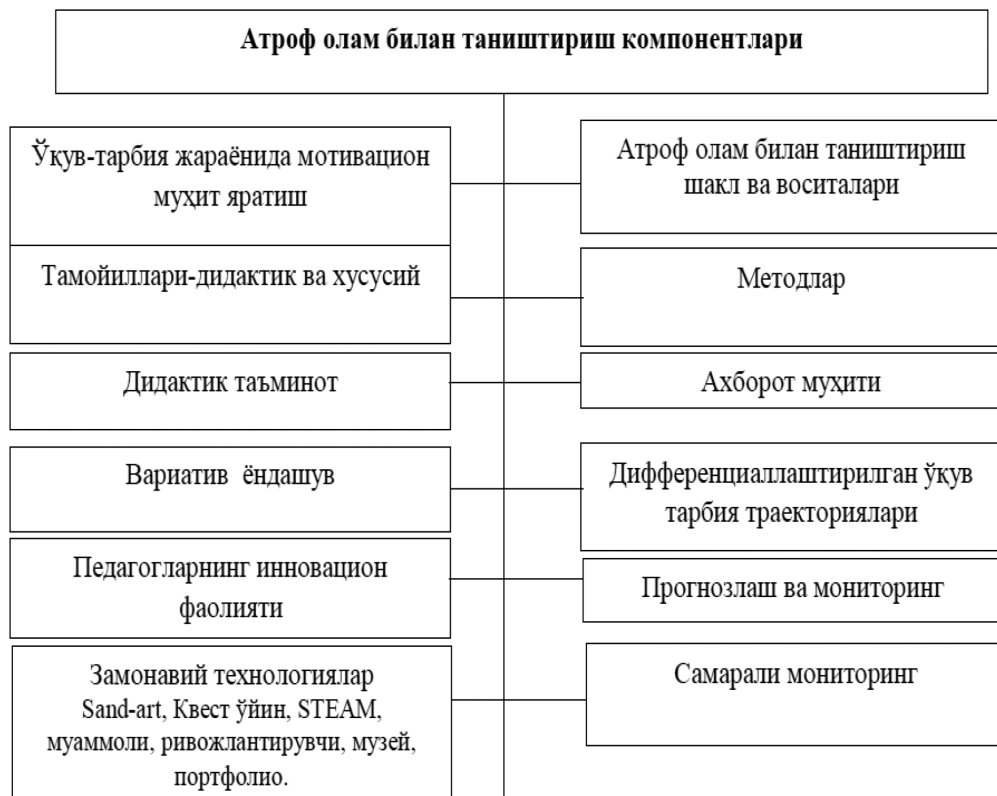 Атроф олам билан таништириш компонентлари
Ўқув-тарбия жараёнида мотивацион
муҳит яратиш
Атроф олам билан таништириш
шакл ва воситалари
Тамойиллари-дидактик ва хусусий
Методлар
Дидактик таъминот
Ахборот муҳити
Вариатив ёндашув
Дифференциаллаштирилган ўқув
тарбия траекториялари
Педагогларнинг инновацион
фаолияти
Прогнозлаш ва мониторинг
Замонавий технологиялар
Sand-art, Квест ўйин, STEAM,
муаммоли, ривожлантирувчи, музей,
портфолио.
Самарали мониторинг